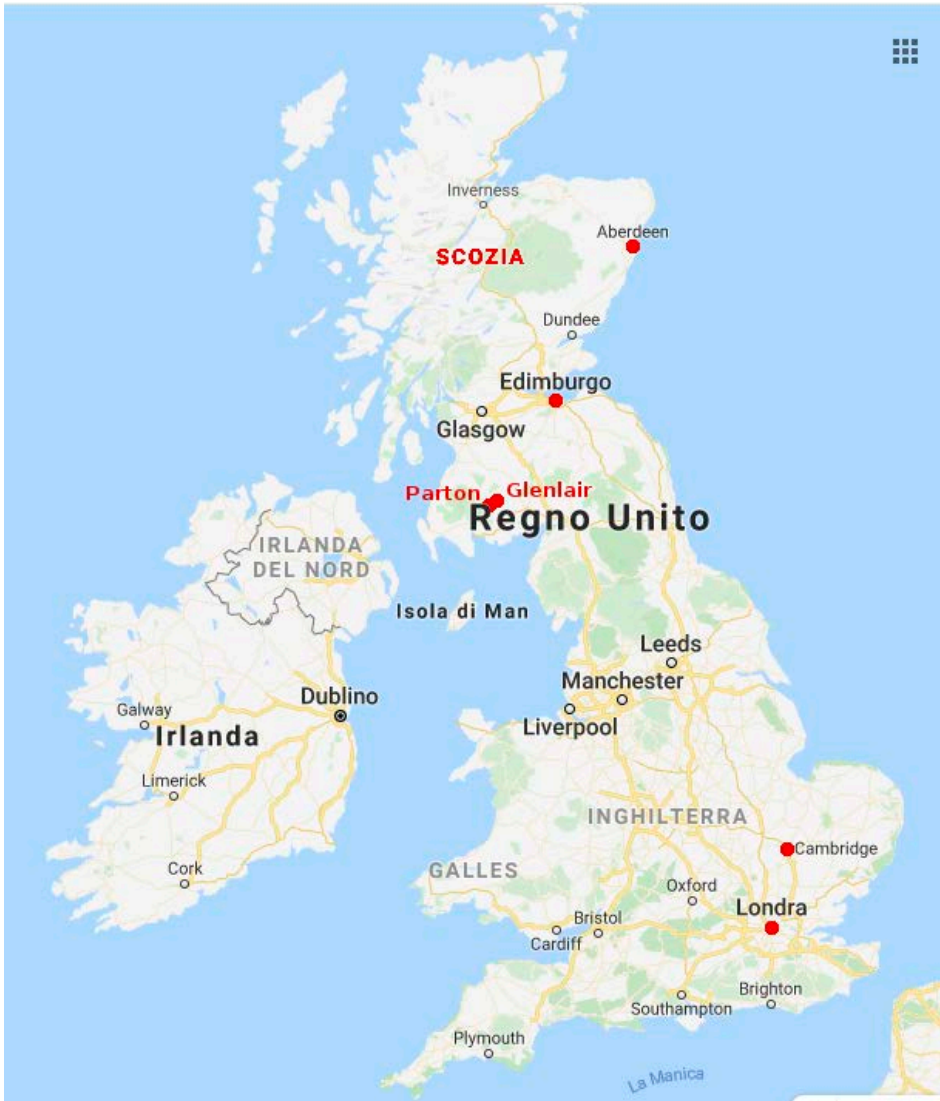 Inverness
Aberdeen
SCOZIA
Dundee
Edimburgo
Glasgow
Parton
Glenlair
Regno Unito
IRLANDA
DEL NORD
Isola di Man
Leeds
Manchester
Dublino
Galway
Liverpool
Irlanda
Limerick
INGHILTERRA
Cambridge
Cork
GALLES
Oxford
Londra
Bristol
Cardiff
Brighton
Southampton
Plymouth
La Manica